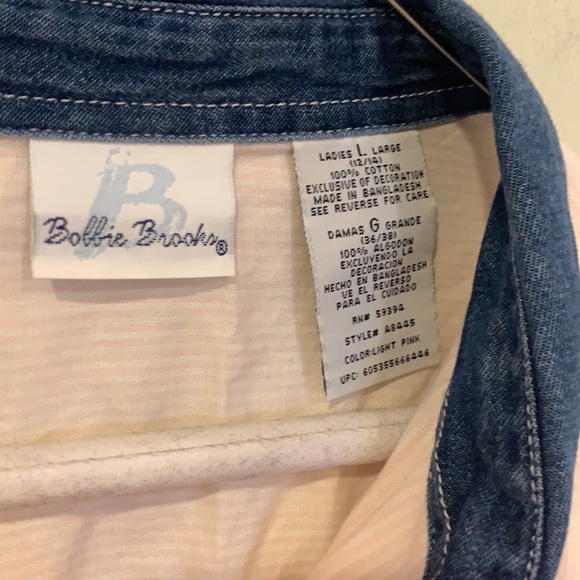 B
Bobbie Brooks®
LADIES L LARGE
(12/14)
100% COTTON
EXCLUSIVE OF DECORATION
MADE IN BANGLADESH
SEE REVERSE FOR CARE
DAMAS G GRANDE
(36/38)
100% ALGODON
EXCLUYENDO LA
DECORACION
HECHO EN BANGLADESH
VE EL REVERSO
PARA EL CUIDADO
RN# 59394
STYLE# A8445
COLOR:LIGHT PINK
UPC: 605355666446